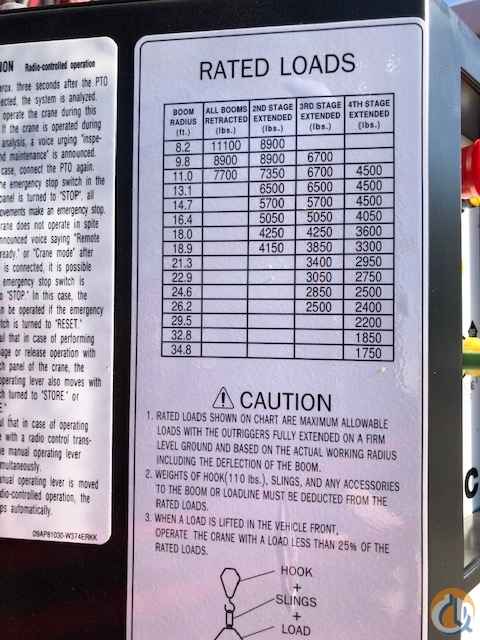 ION Radio-controlled operation
rox. three seconds after the PTO
ected, the system is analyzed.
operate the crane during this
If the crane is operated during
analysis, a voice urging "inspe-
nd maintenance" is announced.
case, connect the PTO again.
he emergency stop switch in the
panel is turned to "STOP", all
ovements make an emergency stop.
rane does not operate in spite
nnounced voice saying "Remote
ready." or "Crane mode" after
is connected, it is possible
emergency stop switch is
o "STOP." In this case, the
n be operated if the emergency
itch is turned to "RESET."
ul that in case of performing
age or release operation with
ch panel of the crane, the
operating lever also moves with
ch turned to "STORE." or
E."
ul that in case of operating
e with a radio control trans-
he manual operating lever
multaneously.
anual operating lever is moved
dio-controlled operation, the
ps automatically.
09AP81030-W374ERKK
RATED LOADS
BOOM RADIUS (ft.) ALL BOOMS RETRACTED (lbs.) 2ND STAGE EXTENDED (lbs.) 3RD STAGE EXTENDED (lbs.) 4TH STAGE EXTENDED (lbs.)
8.2 11100 8900
9.8 8900 8900 6700
11.0 7700 7350 6700 4500
13.1 6500 6500 4500
14.7 5700 5700 4500
16.4 5050 5050 4050
18.0 4250 4250 3600
18.9 4150 3850 3300
21.3 3400 2950
22.9 3050 2750
24.6 2850 2500
26.2 2500 2400
29.5 2200
32.8 1850
34.8 1750
CAUTION
1. RATED LOADS SHOWN ON CHART ARE MAXIMUM ALLOWABLE
LOADS WITH THE OUTRIGGERS FULLY EXTENDED ON A FIRM
LEVEL GROUND AND BASED ON THE ACTUAL WORKING RADIUS
INCLUDING THE DEFLECTION OF THE BOOM.
2. WEIGHTS OF HOOK(110 lbs.), SLINGS, AND ANY ACCESSORIES
TO THE BOOM OR LOADLINE MUST BE DEDUCTED FROM THE
RATED LOADS.
3. WHEN A LOAD IS LIFTED IN THE VEHICLE FRONT,
OPERATE THE CRANE WITH A LOAD LESS THAN 25% OF THE
RATED LOADS.
HOOK
+
SLINGS
+
LOAD
C